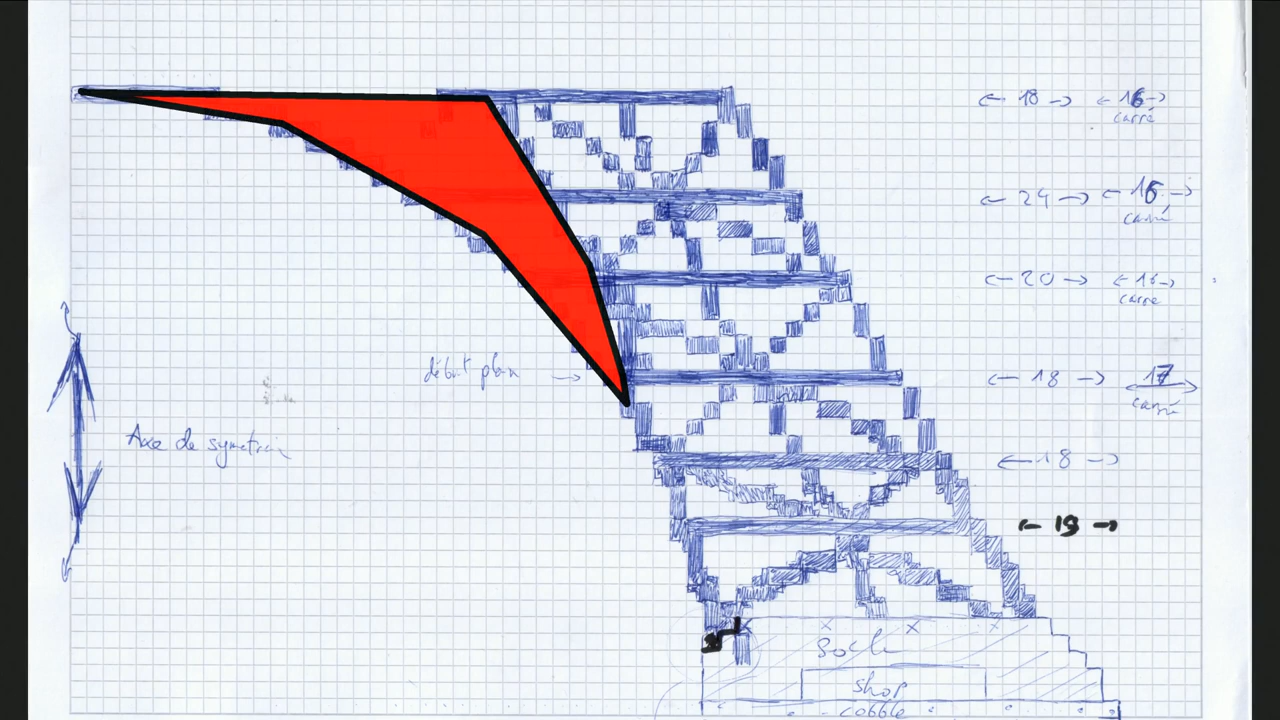 ← 18 → ← 16 →
carré
← 24 → ← 16 →
carré
← 20 → ← 16 →
carré
début plan → ← 18 → ← 17 →
carré
Axe de symetrie
← 18 →
← 19 →
x x x x
Socle
shop
cobble